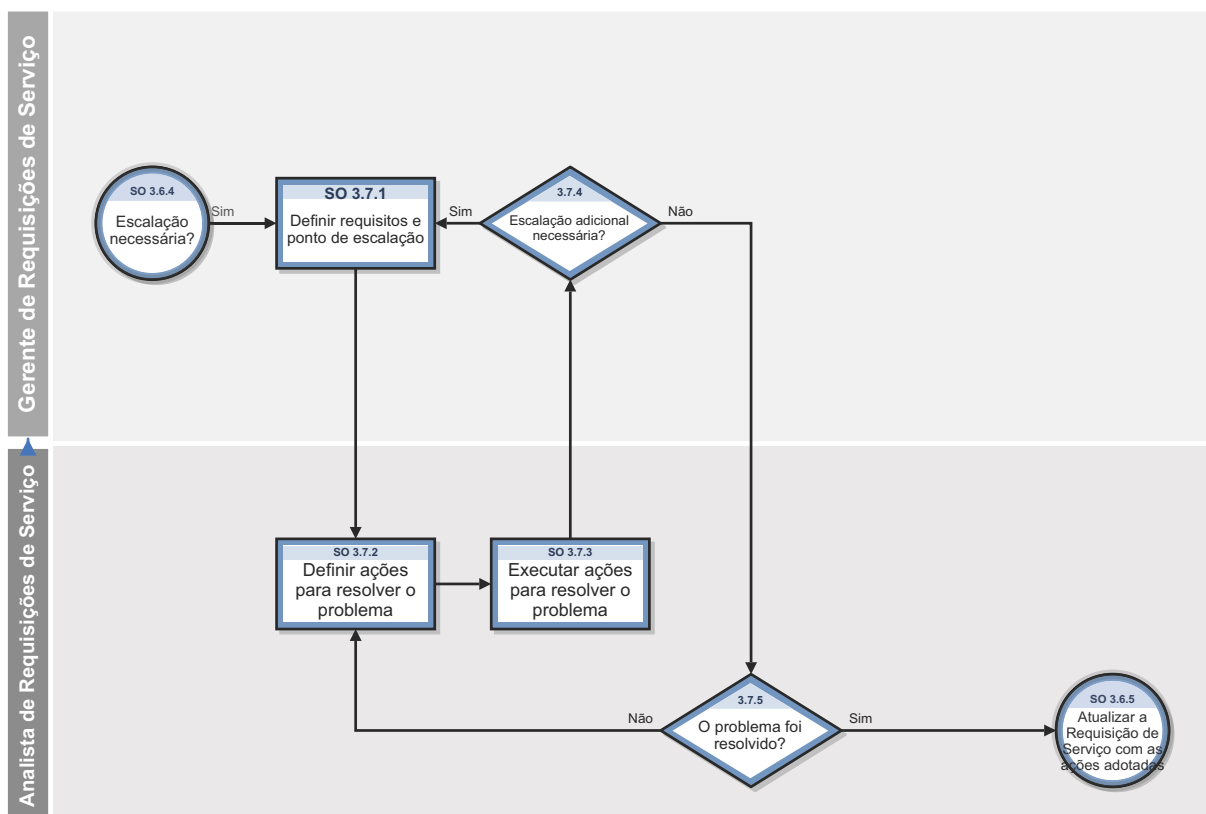 Gerente de Requisições de Serviço
SO 3.6.4
Escalação
necessária?
Sim
SO 3.7.1
Definir requisitos e
ponto de escalação
Sim
3.7.4
Escalação adicional
necessária?
Não
Analista de Requisições de Serviço
SO 3.7.2
Definir ações
para resolver o
problema
SO 3.7.3
Executar ações
para resolver o
problema
Não
3.7.5
O problema foi
resolvido?
Sim
SO 3.6.5
Atualizar a
Requisição de
Serviço com as
ações adotadas